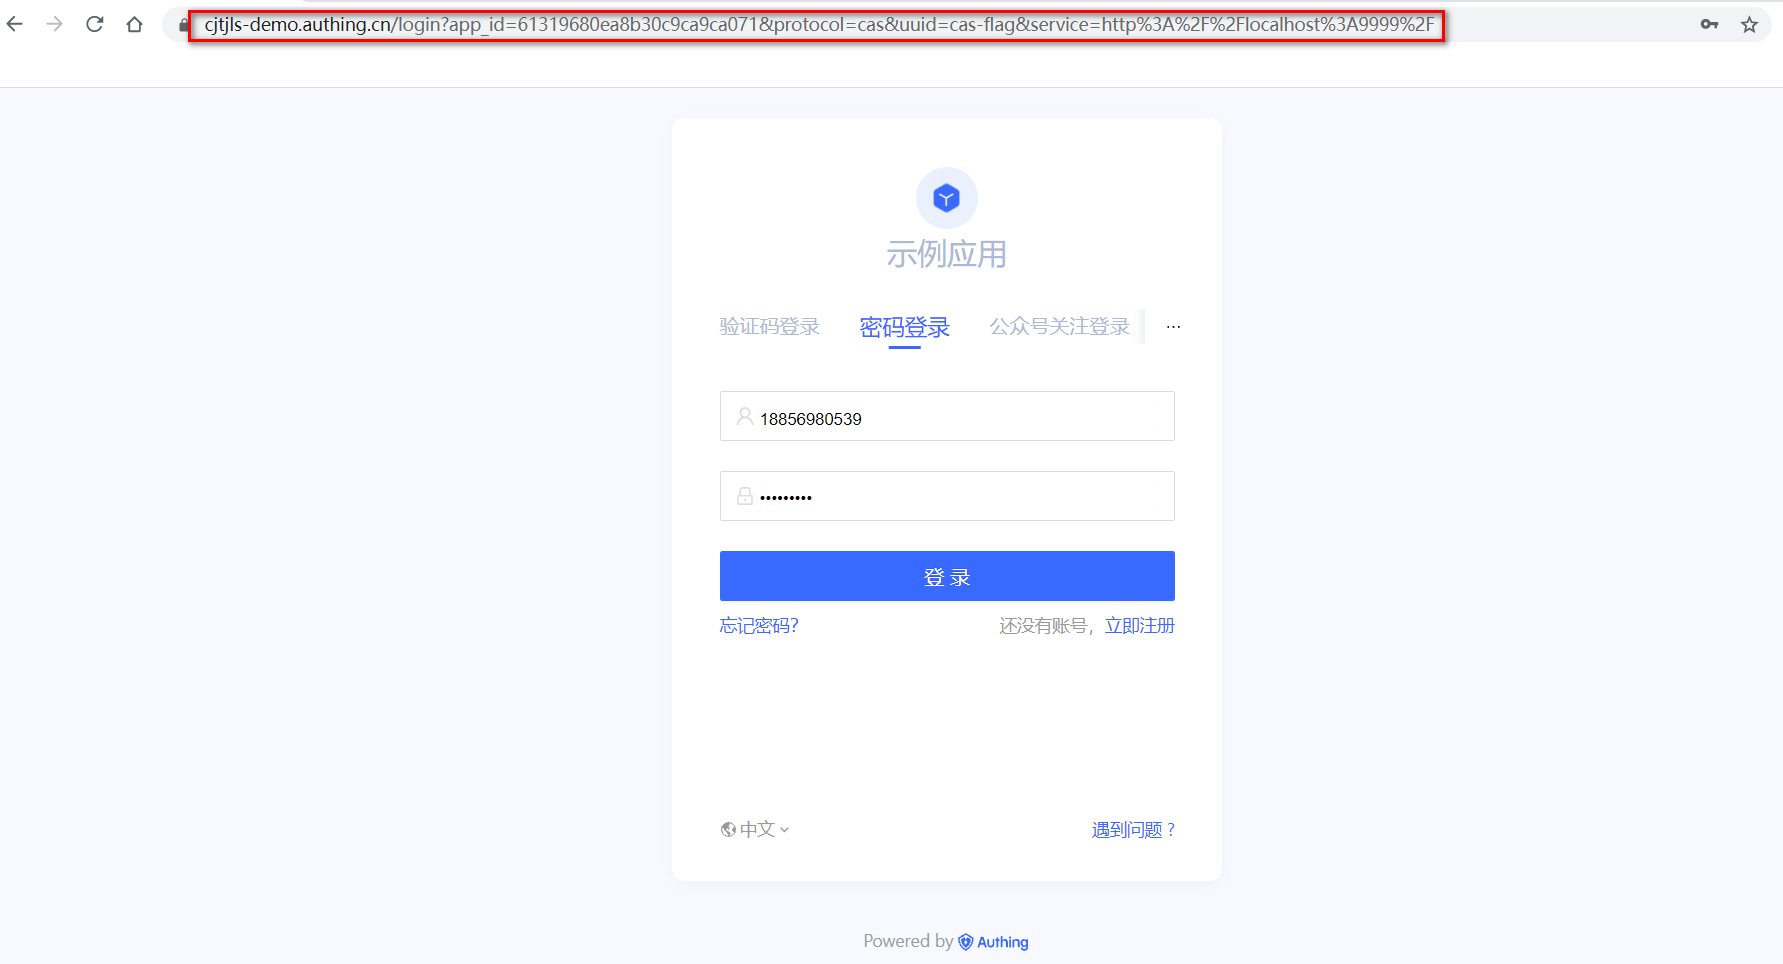 cjtjls-demo.authing.cn/login?app_id=61319680ea8b30c9ca9ca071&protocol=cas&uuid=cas-flag&service=http%3A%2F%2Flocalhost%3A9999%2F
示例应用
验证码登录 密码登录 公众号关注登录 ···
18856980539
•••••••••
登 录
忘记密码? 还没有账号，立即注册
中文 遇到问题？
Powered by Authing